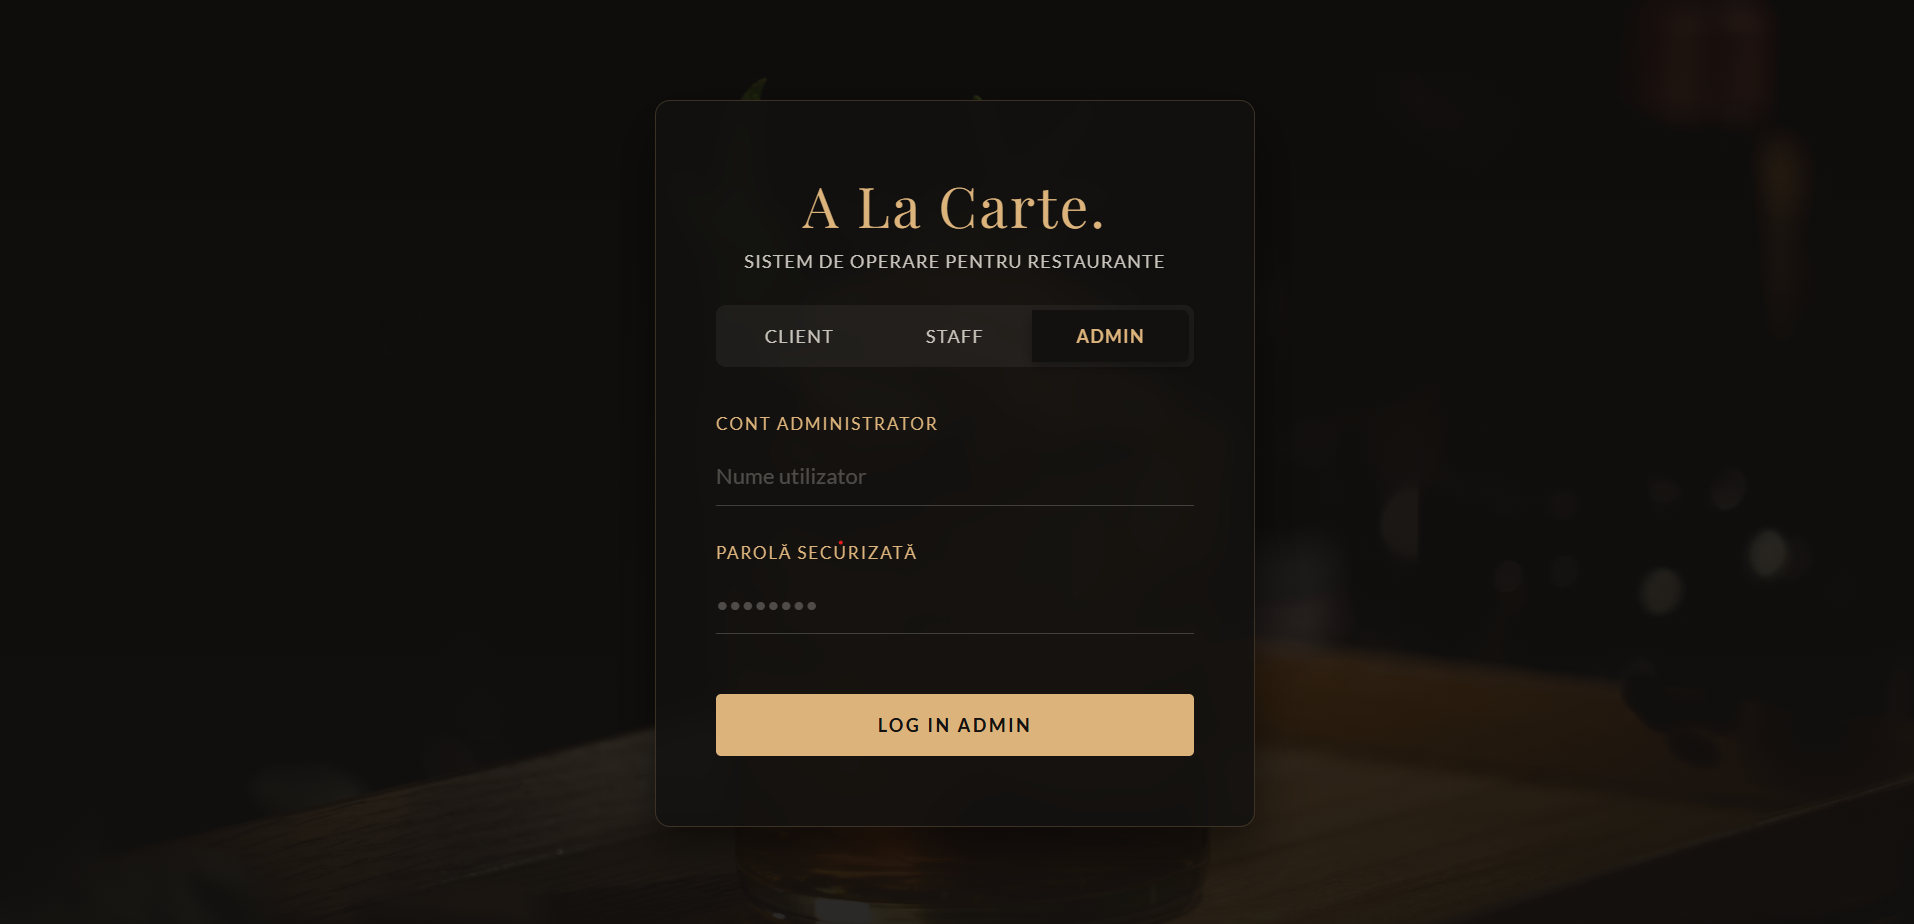 A La Carte.
SISTEM DE OPERARE PENTRU RESTAURANTE
CLIENT STAFF ADMIN
CONT ADMINISTRATOR
Nume utilizator
PAROLĂ SECURIZATĂ
••••••••
LOG IN ADMIN